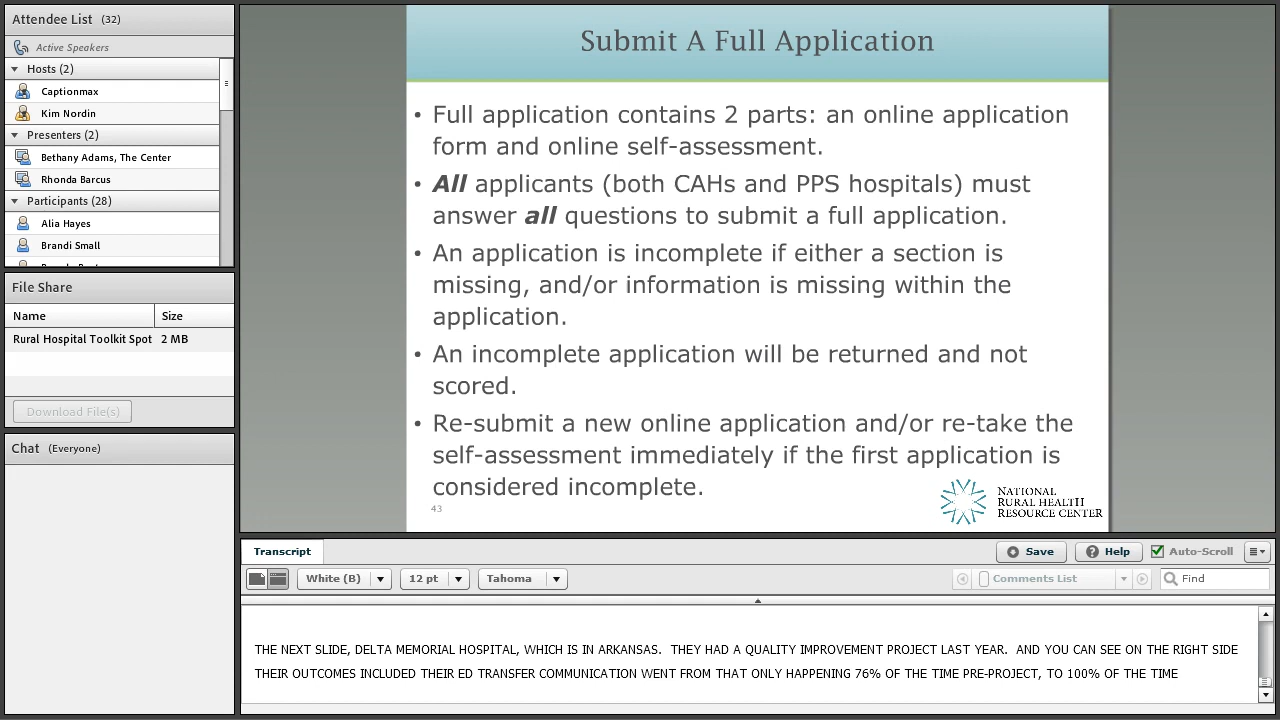 Attendee List (32)
Active Speakers
Hosts (2)
Captionmax
Kim Nordin
Presenters (2)
Bethany Adams, The Center
Rhonda Barcus
Participants (28)
Alia Hayes
Brandi Small
File Share
Name Size
Rural Hospital Toolkit Spot 2 MB
Download File(s)
Chat (Everyone)
Submit A Full Application
• Full application contains 2 parts: an online application
form and online self-assessment.
• All applicants (both CAHs and PPS hospitals) must
answer all questions to submit a full application.
• An application is incomplete if either a section is
missing, and/or information is missing within the
application.
• An incomplete application will be returned and not
scored.
• Re-submit a new online application and/or re-take the
self-assessment immediately if the first application is
considered incomplete.
43
NATIONAL
RURAL HEALTH
RESOURCE CENTER
Transcript
Save
Help
Auto-Scroll
White (B)
12 pt
Tahoma
Comments List
Find
THE NEXT SLIDE, DELTA MEMORIAL HOSPITAL, WHICH IS IN ARKANSAS. THEY HAD A QUALITY IMPROVEMENT PROJECT LAST YEAR. AND YOU CAN SEE ON THE RIGHT SIDE
THEIR OUTCOMES INCLUDED THEIR ED TRANSFER COMMUNICATION WENT FROM THAT ONLY HAPPENING 76% OF THE TIME PRE-PROJECT, TO 100% OF THE TIME